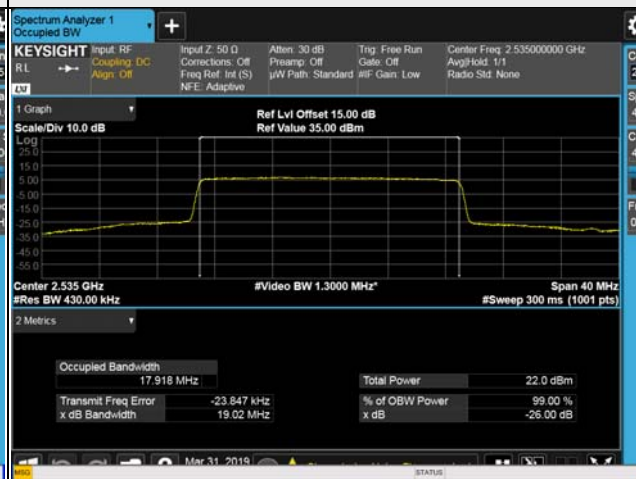 Spectrum Analyzer 1
Occupied BW
+
KEYSIGHT Input: RF Input Z: 50 Ω Atten: 30 dB Trig: Free Run Center Freq: 2.535000000 GHz
RL Coupling: DC Corrections: Off Preamp: Off Gate: Off Avg|Hold: 1/1
Align: Off Freq Ref: Int (S) µW Path: Standard #IF Gain: Low Radio Std: None
NFE: Adaptive
LXI
1 Graph
Ref Lvl Offset 15.00 dB
Scale/Div 10.0 dB Ref Value 35.00 dBm
Log
25.0
15.0
5.00
-5.00
-15.0
-25.0
-35.0
-45.0
-55.0
Center 2.535 GHz #Video BW 1.3000 MHz* Span 40 MHz
#Res BW 430.00 kHz #Sweep 300 ms (1001 pts)
2 Metrics
Occupied Bandwidth
17.918 MHz Total Power 22.0 dBm
Transmit Freq Error -23.847 kHz % of OBW Power 99.00 %
x dB Bandwidth 19.02 MHz x dB -26.00 dB
Mar 31, 2019
MSG STATUS